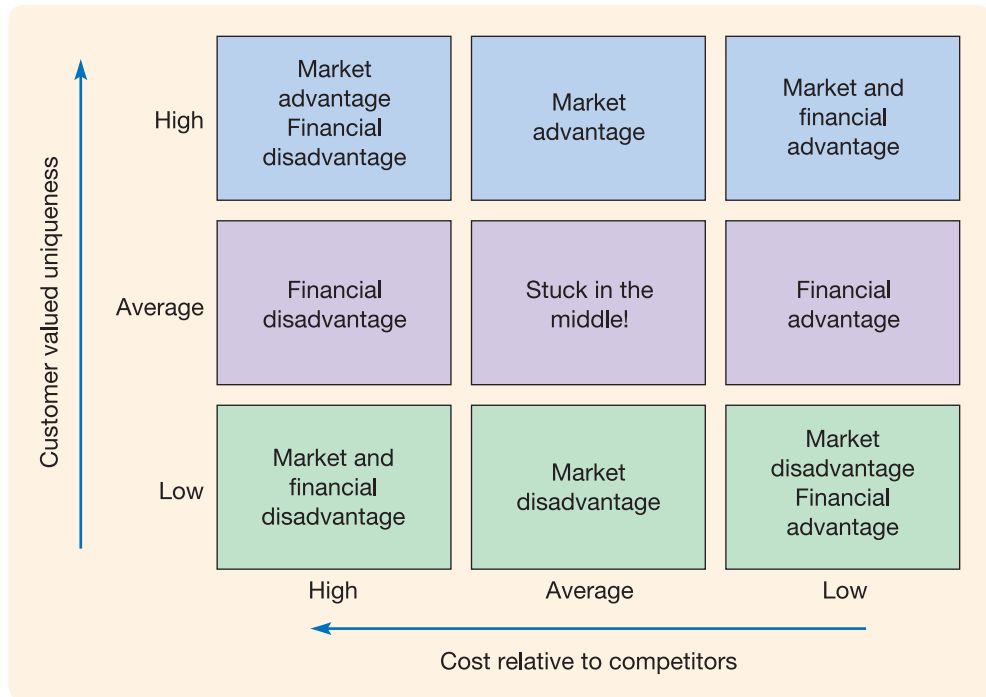 Customer valued uniqueness
High
Market
advantage
Financial
disadvantage
Market
advantage
Market and
financial
advantage
Average
Financial
disadvantage
Stuck in the
middle!
Financial
advantage
Low
Market and
financial
disadvantage
Market
disadvantage
Market
disadvantage
Financial
advantage
High
Average
Low
Cost relative to competitors